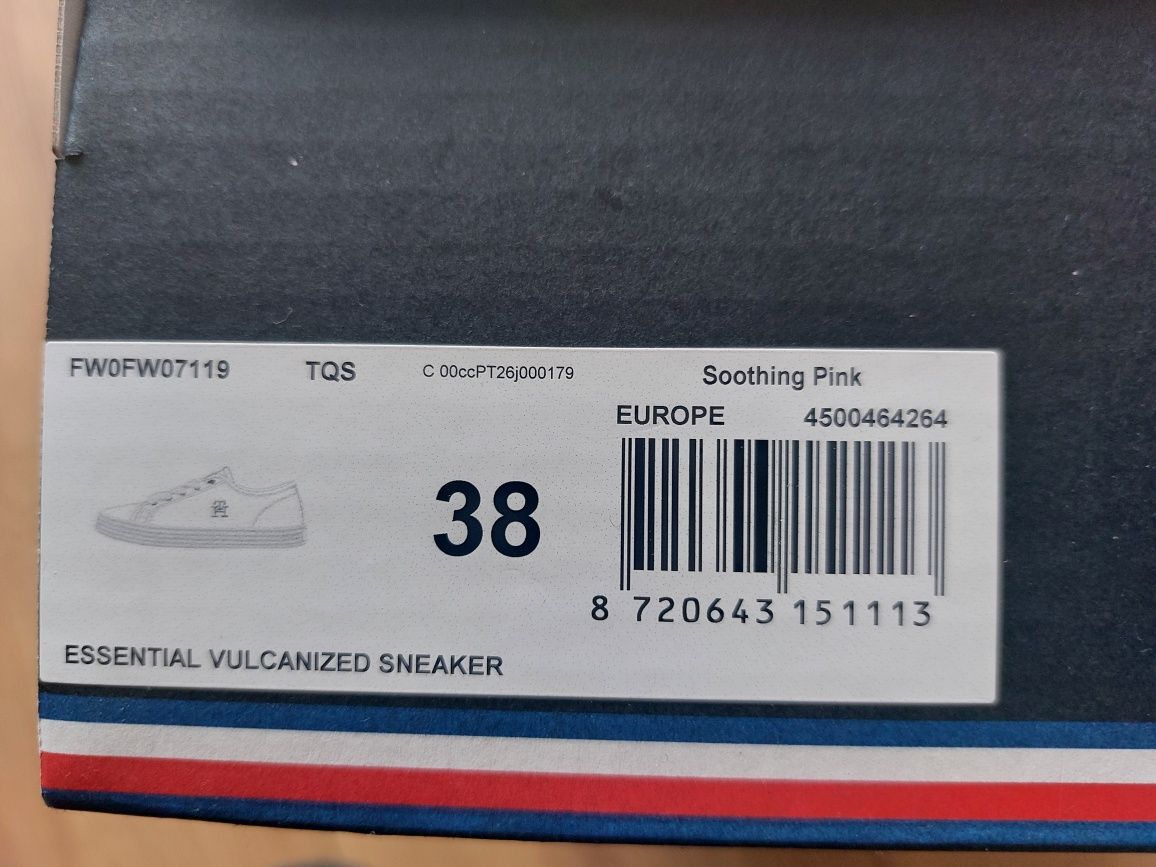 FW0FW07119 TQS C 00ccPT26j000179 Soothing Pink
EUROPE 4500464264
38
8 720643 151113
ESSENTIAL VULCANIZED SNEAKER